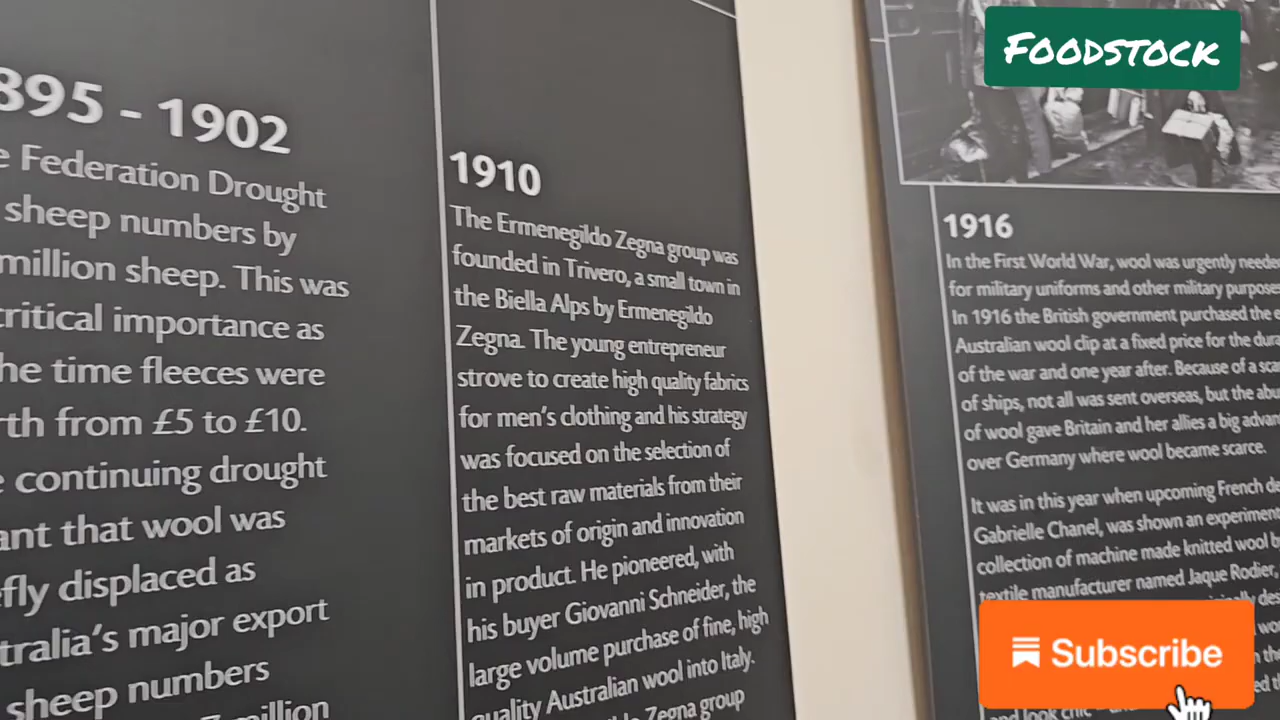 895 - 1902
Federation Drought
sheep numbers by
million sheep. This was
critical importance as
he time fleeces were
rth from £5 to £10.
continuing drought
ant that wool was
efly displaced as
tralia's major export
sheep numbers
million
1910
The Ermenegildo Zegna group was
founded in Trivero, a small town in
the Biella Alps by Ermenegildo
Zegna. The young entrepreneur
strove to create high quality fabrics
for men's clothing and his strategy
was focused on the selection of
the best raw materials from their
markets of origin and innovation
in product. He pioneered, with
his buyer Giovanni Schneider, the
large volume purchase of fine, high
quality Australian wool into Italy.
Zegna group
FOODSTOCK
1916
In the First World War, wool was urgently needed
for military uniforms and other military purposes
In 1916 the British government purchased the e
Australian wool clip at a fixed price for the dura
of the war and one year after. Because of a scar
of ships, not all was sent overseas, but the abu
of wool gave Britain and her allies a big advan
over Germany where wool became scarce.
It was in this year when upcoming French de
Gabrielle Chanel, was shown an experiment
collection of machine made knitted wool b
textile manufacturer named Jaque Rodier,
Subscribe
and look chic